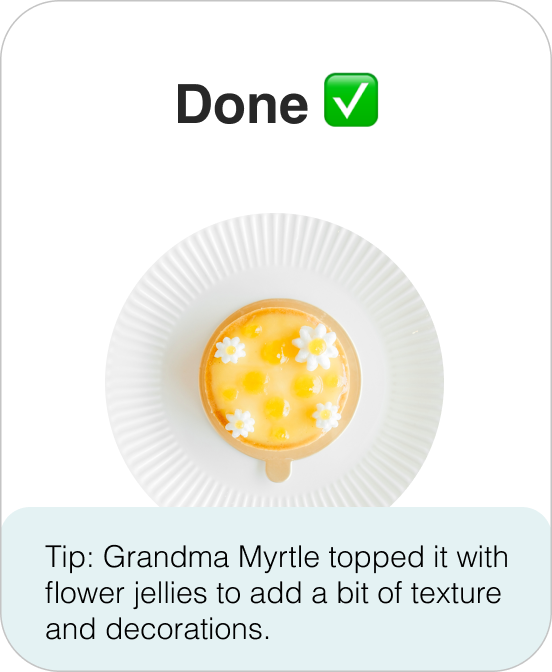 Done ✅
Tip: Grandma Myrtle topped it with
flower jellies to add a bit of texture
and decorations.